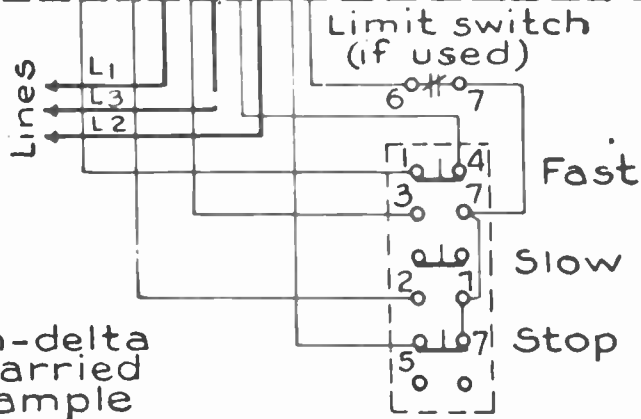 Limit switch
(if used)
Lines
L1
L3
L2
6 7
1 4
Fast
3 7
Slow
2 7
Stop
5 7
n-delta
arried
ample